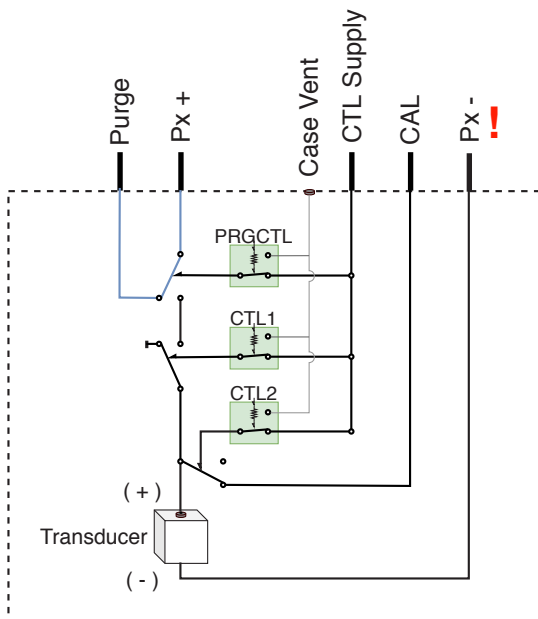 Purge
Px +
Case Vent
CTL Supply
CAL
Px - !
PRGCTL
CTL1
CTL2
( + )
Transducer
( - )